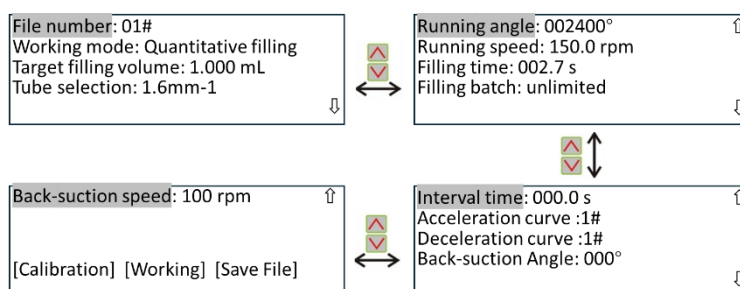 File number: 01#
Working mode: Quantitative filling
Target filling volume: 1.000 mL
Tube selection: 1.6mm-1
⇩
Running angle: 002400° ⇧
Running speed: 150.0 rpm
Filling time: 002.7 s
Filling batch: unlimited
⇩
Back-suction speed: 100 rpm ⇧
[Calibration] [Working] [Save File]
Interval time: 000.0 s ⇧
Acceleration curve :1#
Deceleration curve :1#
Back-suction Angle: 000°
⇩